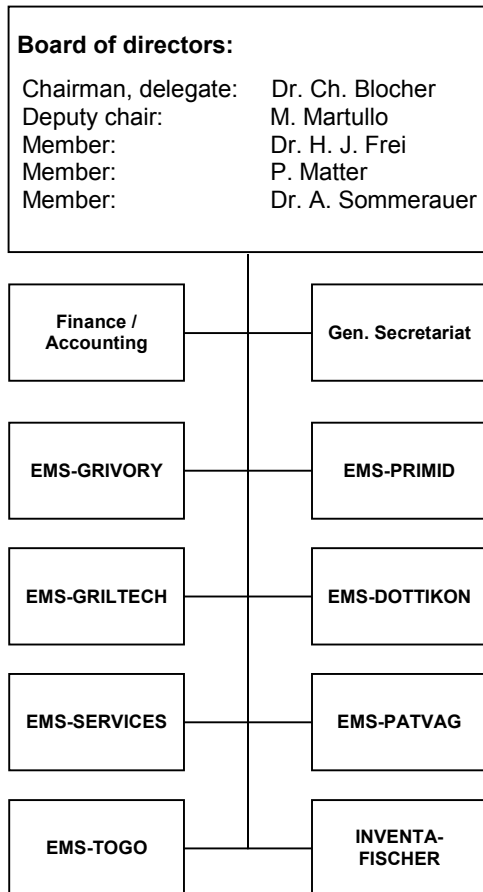 Board of directors:
Chairman, delegate: Dr. Ch. Blocher
Deputy chair: M. Martullo
Member: Dr. H. J. Frei
Member: P. Matter
Member: Dr. A. Sommerauer
Finance /
Accounting
Gen. Secretariat
EMS-GRIVORY
EMS-PRIMID
EMS-GRILTECH
EMS-DOTTIKON
EMS-SERVICES
EMS-PATVAG
EMS-TOGO
INVENTA-
FISCHER